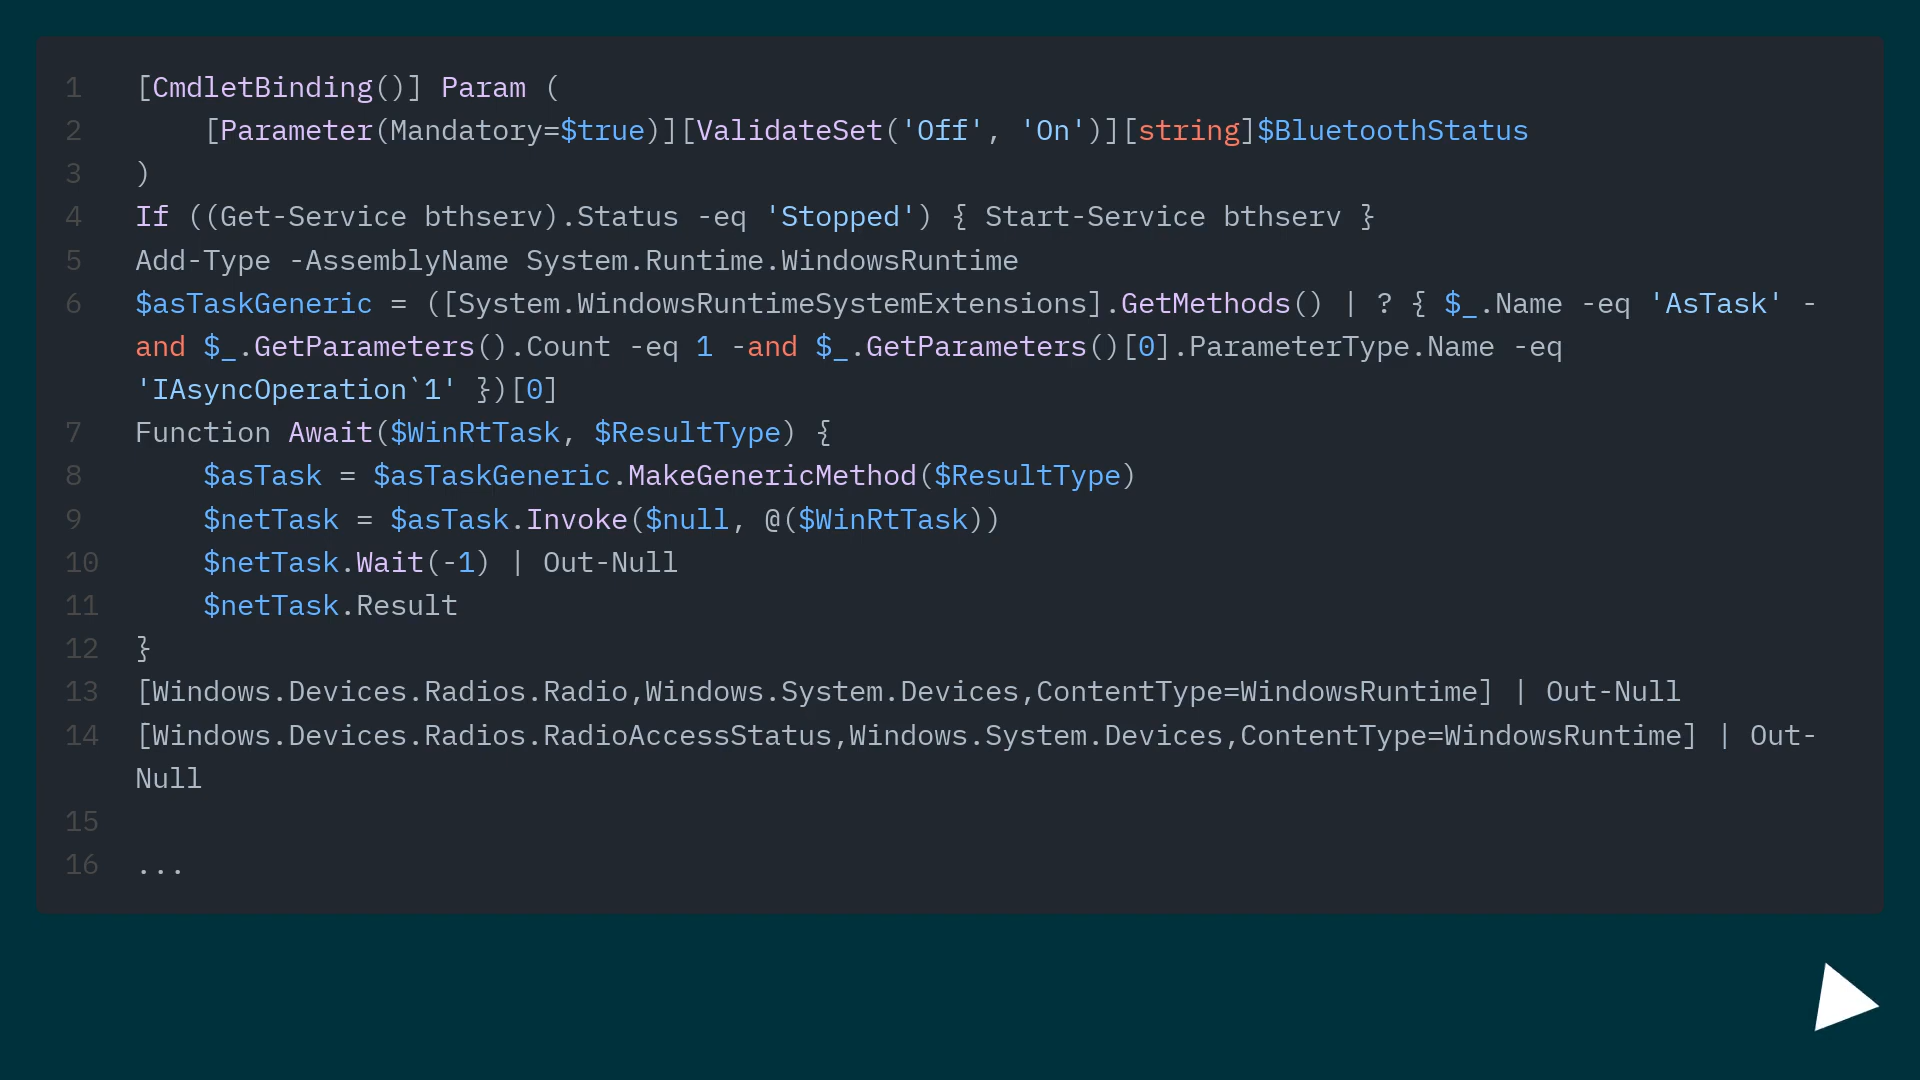 1 [CmdletBinding()] Param (
2     [Parameter(Mandatory=$true)][ValidateSet('Off', 'On')][string]$BluetoothStatus
3 )
4 If ((Get-Service bthserv).Status -eq 'Stopped') { Start-Service bthserv }
5 Add-Type -AssemblyName System.Runtime.WindowsRuntime
6 $asTaskGeneric = ([System.WindowsRuntimeSystemExtensions].GetMethods() | ? { $_.Name -eq 'AsTask' -
and $_.GetParameters().Count -eq 1 -and $_.GetParameters()[0].ParameterType.Name -eq
'IAsyncOperation`1' })[0]
7 Function Await($WinRtTask, $ResultType) {
8     $asTask = $asTaskGeneric.MakeGenericMethod($ResultType)
9     $netTask = $asTask.Invoke($null, @($WinRtTask))
10     $netTask.Wait(-1) | Out-Null
11     $netTask.Result
12 }
13 [Windows.Devices.Radios.Radio,Windows.System.Devices,ContentType=WindowsRuntime] | Out-Null
14 [Windows.Devices.Radios.RadioAccessStatus,Windows.System.Devices,ContentType=WindowsRuntime] | Out-
Null
15
16 ...